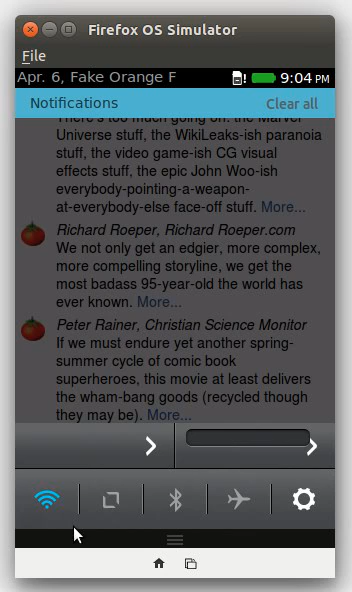 Firefox OS Simulator
File
Apr. 6, Fake Orange F 9:04 PM
Notifications Clear all
There's too much going on: the Marvel
Universe stuff, the WikiLeaks-ish paranoia
stuff, the video game-ish CG visual
effects stuff, the epic John Woo-ish
everybody-pointing-a-weapon-
at-everybody-else face-off stuff. More...
Richard Roeper, Richard Roeper.com
We not only get an edgier, more complex,
more compelling storyline, we get the
most badass 95-year-old the world has
ever known. More...
Peter Rainer, Christian Science Monitor
If we must endure yet another spring-
summer cycle of comic book
superheroes, this movie at least delivers
the wham-bang goods (recycled though
they may be). More...